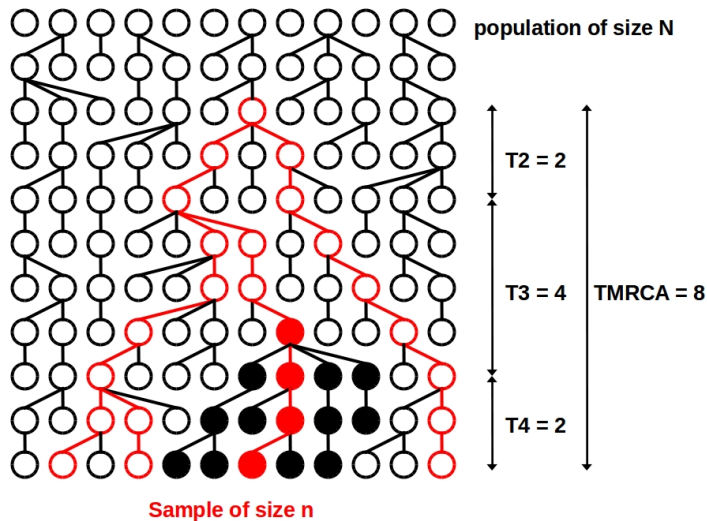 population of size N
T2 = 2
T3 = 4
TMRCA = 8
T4 = 2
Sample of size n